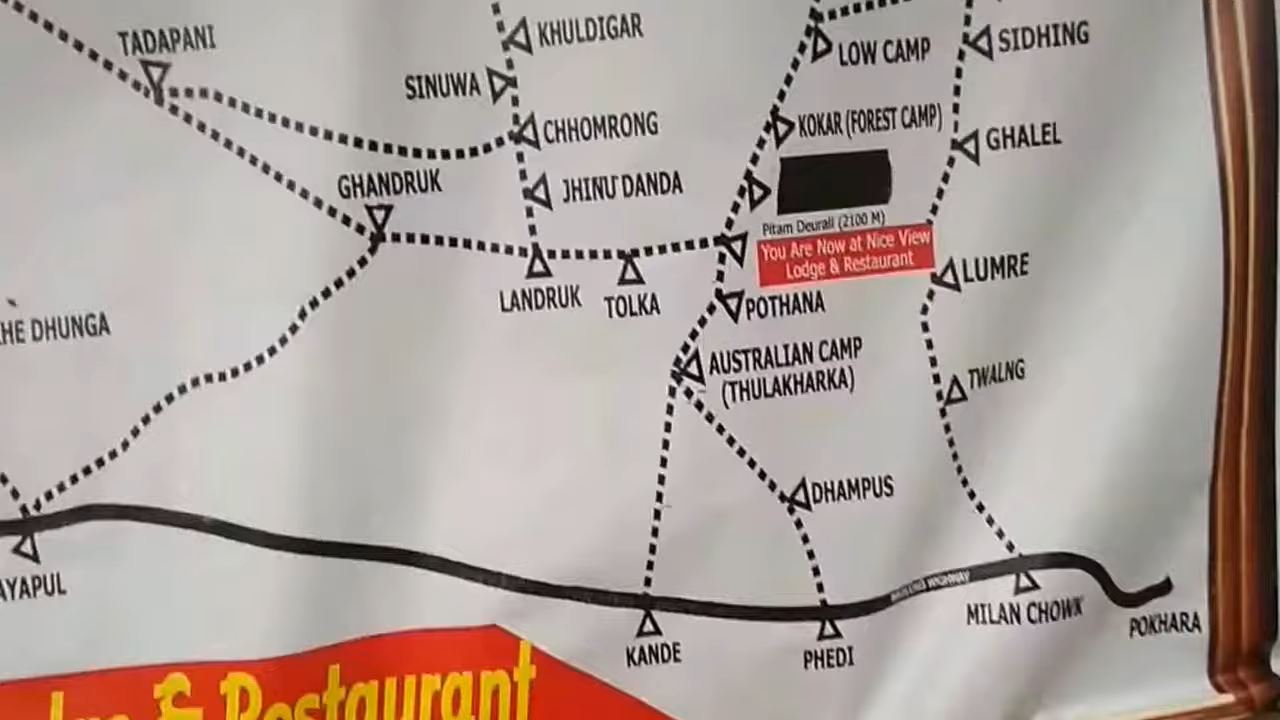 TADAPANI
KHULDIGAR
SINUWA
CHHOMRONG
GHANDRUK
JHINU DANDA
LANDRUK
TOLKA
LOW CAMP
SIDHING
KOKAR (FOREST CAMP)
GHALEL
Pitam Deurali (2100 M)
You Are Now at Nice View
Lodge & Restaurant
LUMRE
POTHANA
HE DHUNGA
AUSTRALIAN CAMP
(THULAKHARKA)
TWALNG
DHAMPUS
AYAPUL
HIGHWAY
MILAN CHOWK
POKHARA
KANDE
PHEDI
& Restaurant